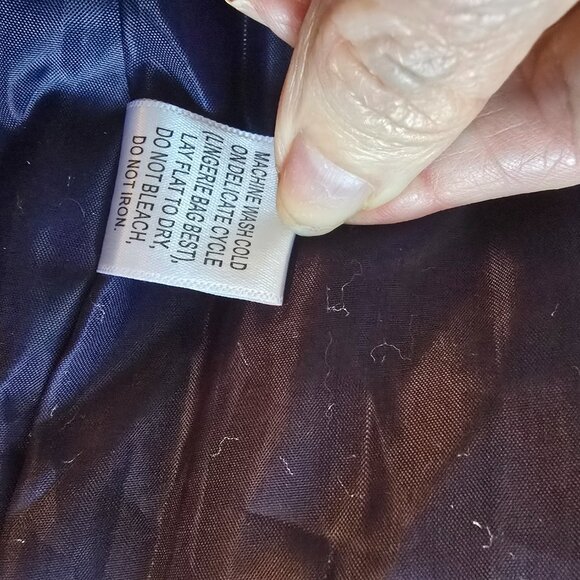 MACHINE WASH COLD
ON DELICATE CYCLE
(LINGERIE BAG BEST),
LAY FLAT TO DRY
DO NOT BLEACH,
DO NOT IRON.